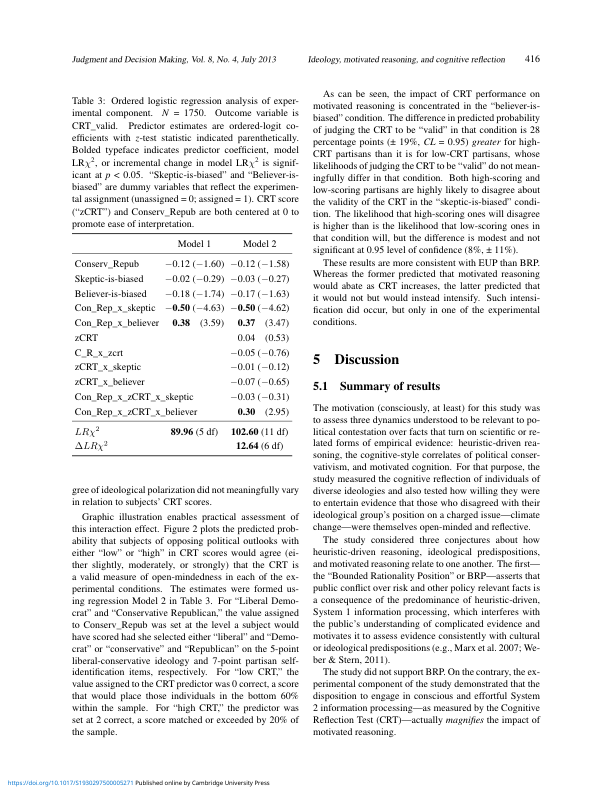 Judgment and Decision Making, Vol. 8, No. 4, July 2013
Ideology, motivated reasoning, and cognitive reflection
416
Table 3: Ordered logistic regression analysis of exper-
imental component. N = 1750. Outcome variable is
CRT_valid. Predictor estimates are ordered-logit co-
efficients with z-test statistic indicated parenthetically.
Bolded typeface indicates predictor coefficient, model
LRχ², or incremental change in model LRχ² is signif-
icant at p < 0.05. “Skeptic-is-biased” and “Believer-is-
biased” are dummy variables that reflect the experimen-
tal assignment (unassigned = 0; assigned = 1). CRT score
(“zCRT”) and Conserv_Repub are both centered at 0 to
promote ease of interpretation.
Model 1 Model 2
Conserv_Repub −0.12 (−1.60) −0.12 (−1.58)
Skeptic-is-biased −0.02 (−0.29) −0.03 (−0.27)
Believer-is-biased −0.18 (−1.74) −0.17 (−1.63)
Con_Rep_x_skeptic −0.50 (−4.63) −0.50 (−4.62)
Con_Rep_x_believer 0.38 (3.59) 0.37 (3.47)
zCRT 0.04 (0.53)
C_R_x_zcrt −0.05 (−0.76)
zCRT_x_skeptic −0.01 (−0.12)
zCRT_x_believer −0.07 (−0.65)
Con_Rep_x_zCRT_x_skeptic −0.03 (−0.31)
Con_Rep_x_zCRT_x_believer 0.30 (2.95)
LRχ² 89.96 (5 df) 102.60 (11 df)
ΔLRχ² 12.64 (6 df)
gree of ideological polarization did not meaningfully vary
in relation to subjects’ CRT scores.
Graphic illustration enables practical assessment of
this interaction effect. Figure 2 plots the predicted prob-
ability that subjects of opposing political outlooks with
either “low” or “high” in CRT scores would agree (ei-
ther slightly, moderately, or strongly) that the CRT is
a valid measure of open-mindedness in each of the ex-
perimental conditions. The estimates were formed us-
ing regression Model 2 in Table 3. For “Liberal Demo-
crat” and “Conservative Republican,” the value assigned
to Conserv_Repub was set at the level a subject would
have scored had she selected either “liberal” and “Demo-
crat” or “conservative” and “Republican” on the 5-point
liberal-conservative ideology and 7-point partisan self-
identification items, respectively. For “low CRT,” the
value assigned to the CRT predictor was 0 correct, a score
that would place those individuals in the bottom 60%
within the sample. For “high CRT,” the predictor was
set at 2 correct, a score matched or exceeded by 20% of
the sample.
As can be seen, the impact of CRT performance on
motivated reasoning is concentrated in the “believer-is-
biased” condition. The difference in predicted probability
of judging the CRT to be “valid” in that condition is 28
percentage points (± 19%, CL = 0.95) greater for high-
CRT partisans than it is for low-CRT partisans, whose
likelihoods of judging the CRT to be “valid” do not mean-
ingfully differ in that condition. Both high-scoring and
low-scoring partisans are highly likely to disagree about
the validity of the CRT in the “skeptic-is-biased” condi-
tion. The likelihood that high-scoring ones will disagree
is higher than is the likelihood that low-scoring ones in
that condition will, but the difference is modest and not
significant at 0.95 level of confidence (8%, ± 11%).
These results are more consistent with EUP than BRP.
Whereas the former predicted that motivated reasoning
would abate as CRT increases, the latter predicted that
it would not but would instead intensify. Such intensi-
fication did occur, but only in one of the experimental
conditions.
5 Discussion
5.1 Summary of results
The motivation (consciously, at least) for this study was
to assess three dynamics understood to be relevant to po-
litical contestation over facts that turn on scientific or re-
lated forms of empirical evidence: heuristic-driven rea-
soning, the cognitive-style correlates of political conser-
vativism, and motivated cognition. For that purpose, the
study measured the cognitive reflection of individuals of
diverse ideologies and also tested how willing they were
to entertain evidence that those who disagreed with their
ideological group’s position on a charged issue—climate
change—were themselves open-minded and reflective.
The study considered three conjectures about how
heuristic-driven reasoning, ideological predispositions,
and motivated reasoning relate to one another. The first—
the “Bounded Rationality Position” or BRP—asserts that
public conflict over risk and other policy relevant facts is
a consequence of the predominance of heuristic-driven,
System 1 information processing, which interferes with
the public’s understanding of complicated evidence and
motivates it to assess evidence consistently with cultural
or ideological predispositions (e.g., Marx et al. 2007; We-
ber & Stern, 2011).
The study did not support BRP. On the contrary, the ex-
perimental component of the study demonstrated that the
disposition to engage in conscious and effortful System
2 information processing—as measured by the Cognitive
Reflection Test (CRT)—actually magnifies the impact of
motivated reasoning.
https://doi.org/10.1017/S1930297500005271 Published online by Cambridge University Press